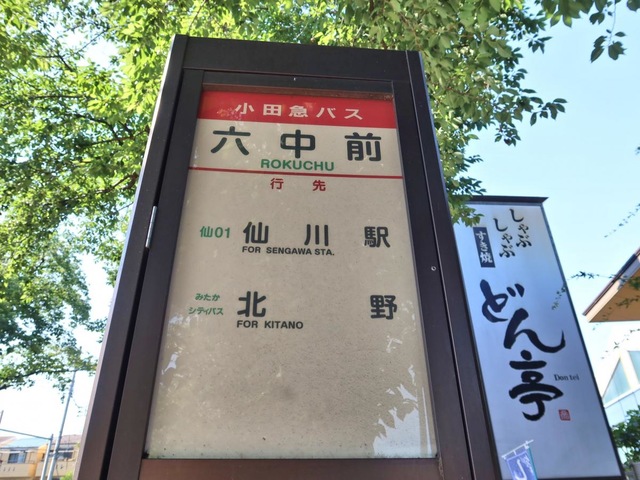 小田急バス
六中前
ROKUCHU
行先
仙01 仙川駅
FOR SENGAWA STA.
みたか
シティバス
北野
FOR KITANO
しゃぶ
しゃぶ
すき焼
どん亭
Don tei